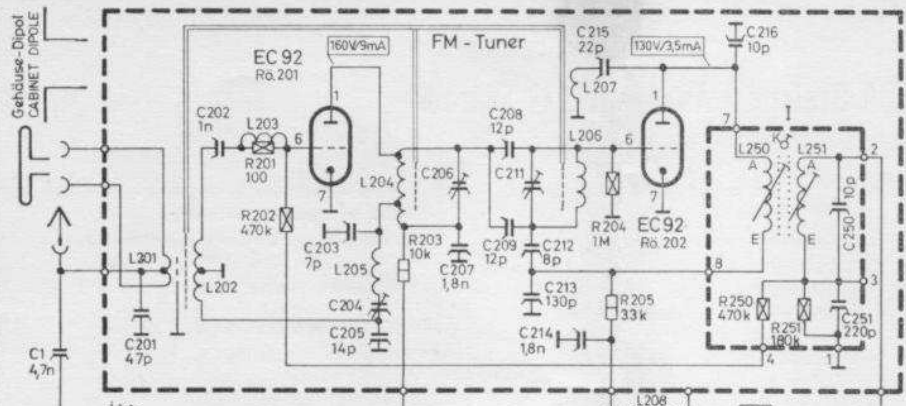 Gehäuse-Dipol
CABINET DIPOLE
FM - Tuner
EC 92
Rö. 201
160V/9mA
1
6
7
C202
1n
L203
R201
100
R202
470k
L201
L202
C201
47p
C1
4,7n
C203
7p
L204
L205
C204
C205
14p
R203
10k
C206
C207
1,8n
C208
12p
C209
12p
C211
C212
8p
C213
130p
C214
1,8n
L206
R204
1M
R205
33k
C215
22p
L207
130V/3,5mA
1
6
7
EC 92
Rö. 202
C216
10p
7
I
K
L250
L251
A
A
E
E
2
10p
C250
8
3
R250
470k
R251
180k
C251
220p
4
1
L208